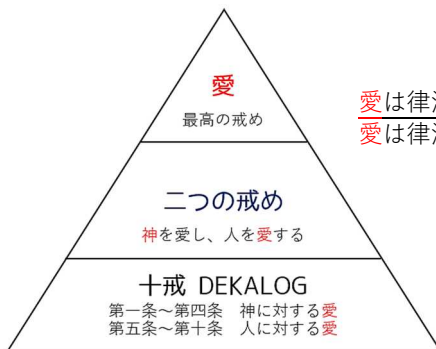 愛
最高の戒め
愛は律
愛は律
二つの戒め
神を愛し、人を愛する
十戒 DEKALOG
第一条～第四条　神に対する愛
第五条～第十条　人に対する愛